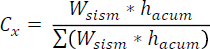 C_x = \frac{W_{sism} * h_{acum}}{\sum(W_{sism} * h_{acum})}